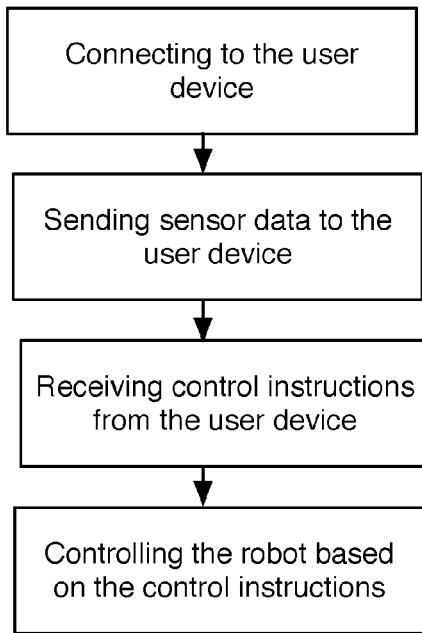 Connecting to the user
device
Sending sensor data to the
user device
Receiving control instructions
from the user device
Controlling the robot based
on the control instructions